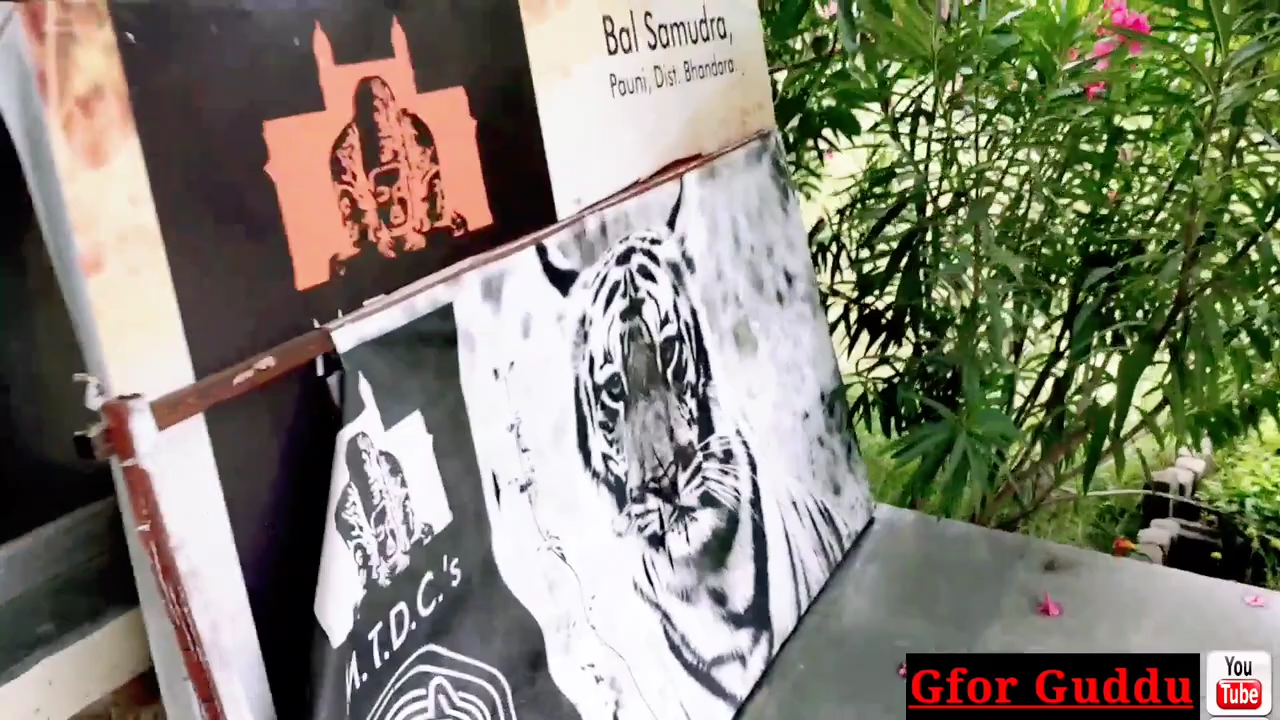 Bal Samudra,
Pauni, Dist. Bhandara.
M.T.D.C.'s
Gfor Guddu
You
Tube